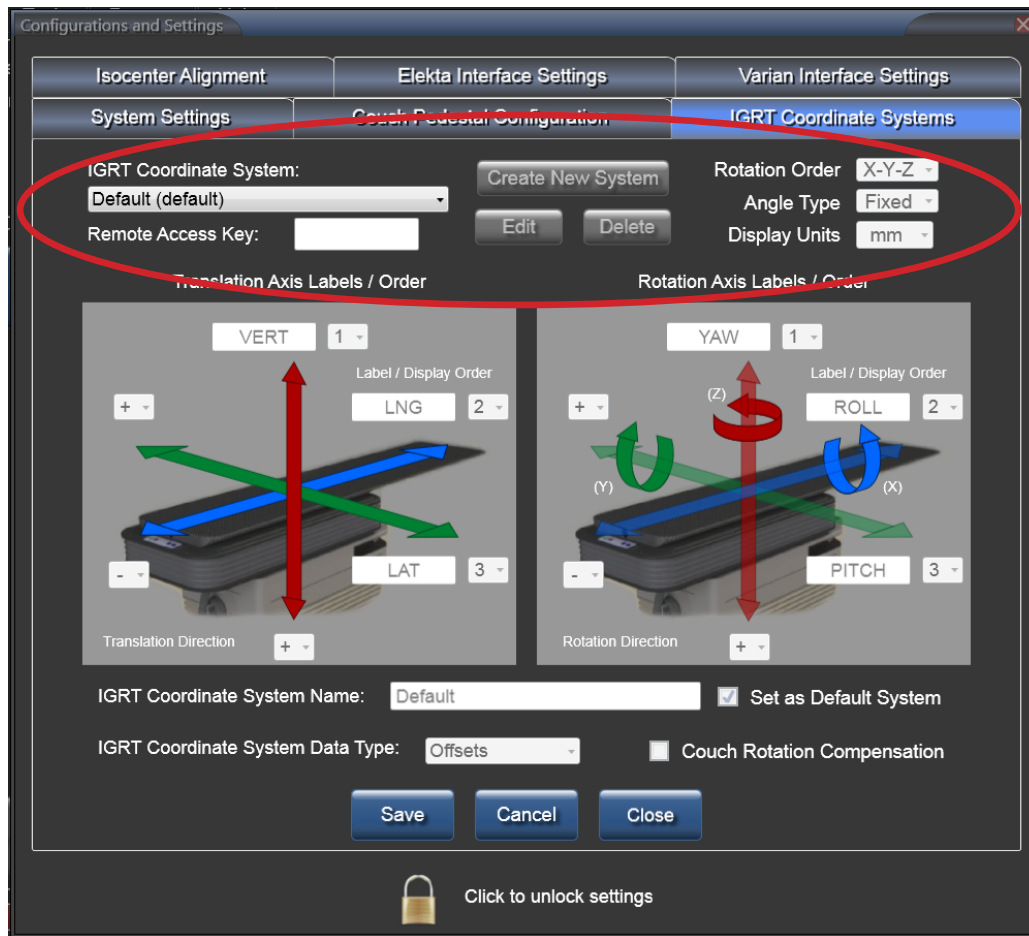 Configurations and Settings
Isocenter Alignment
Elekta Interface Settings
Varian Interface Settings
System Settings
Couch Pedestal Configuration
IGRT Coordinate Systems
IGRT Coordinate System:
Default (default)
Remote Access Key:
Create New System
Edit
Delete
Rotation Order X-Y-Z
Angle Type Fixed
Display Units mm
Translation Axis Labels / Order
VERT 1
Label / Display Order
+ LNG 2
- LAT 3
Translation Direction +
Rotation Axis Labels / Order
YAW 1
Label / Display Order
+ (Z) ROLL 2
(Y) (X)
- PITCH 3
Rotation Direction +
IGRT Coordinate System Name: Default
Set as Default System
IGRT Coordinate System Data Type: Offsets
Couch Rotation Compensation
Save
Cancel
Close
Click to unlock settings